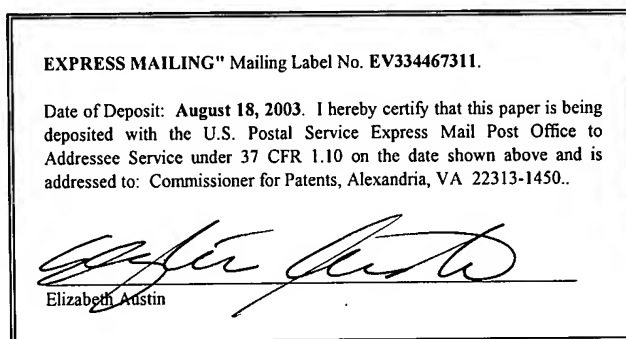 EXPRESS MAILING" Mailing Label No. EV334467311.
Date of Deposit: August 18, 2003. I hereby certify that this paper is being
deposited with the U.S. Postal Service Express Mail Post Office to
Addressee Service under 37 CFR 1.10 on the date shown above and is
addressed to: Commissioner for Patents, Alexandria, VA 22313-1450..
Elizabeth Austin